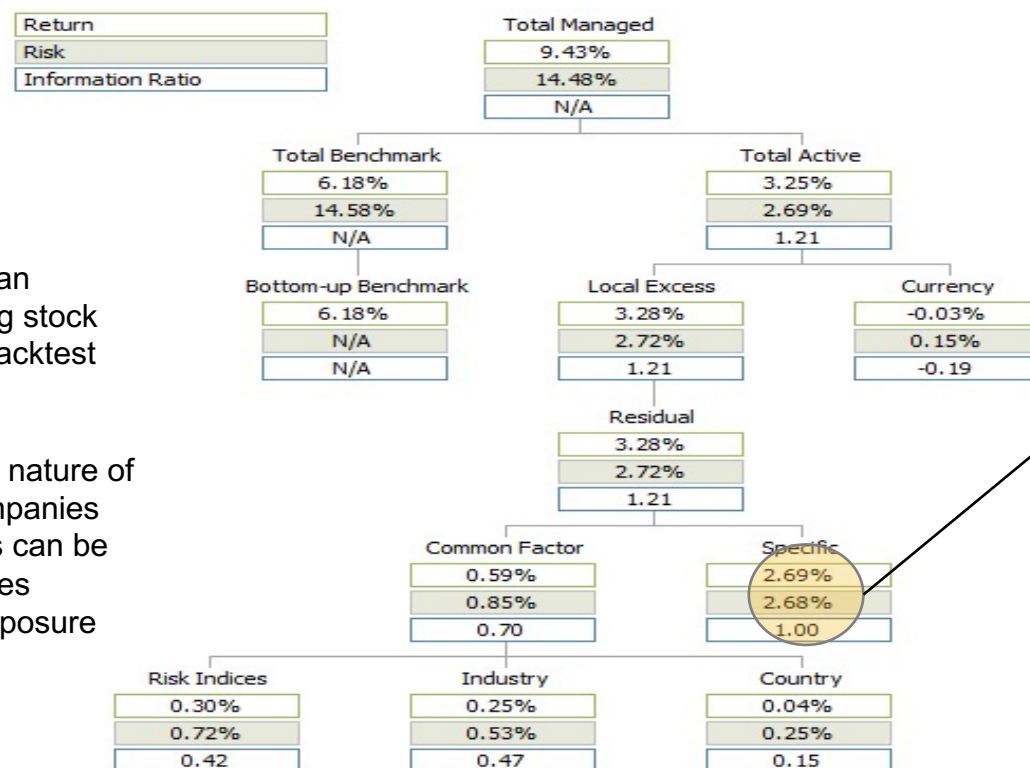 Return
Risk
Information Ratio
Total Managed
9.43%
14.48%
N/A
Total Benchmark
6.18%
14.58%
N/A
Total Active
3.25%
2.69%
1.21
Bottom-up Benchmark
6.18%
N/A
N/A
Local Excess
3.28%
2.72%
1.21
Currency
-0.03%
0.15%
-0.19
an
g stock
acktest
nature of
mpanies
s can be
es
posure
Residual
3.28%
2.72%
1.21
Common Factor
0.59%
0.85%
0.70
Specific
2.69%
2.68%
1.00
Risk Indices
0.30%
0.72%
0.42
Industry
0.25%
0.53%
0.47
Country
0.04%
0.25%
0.15